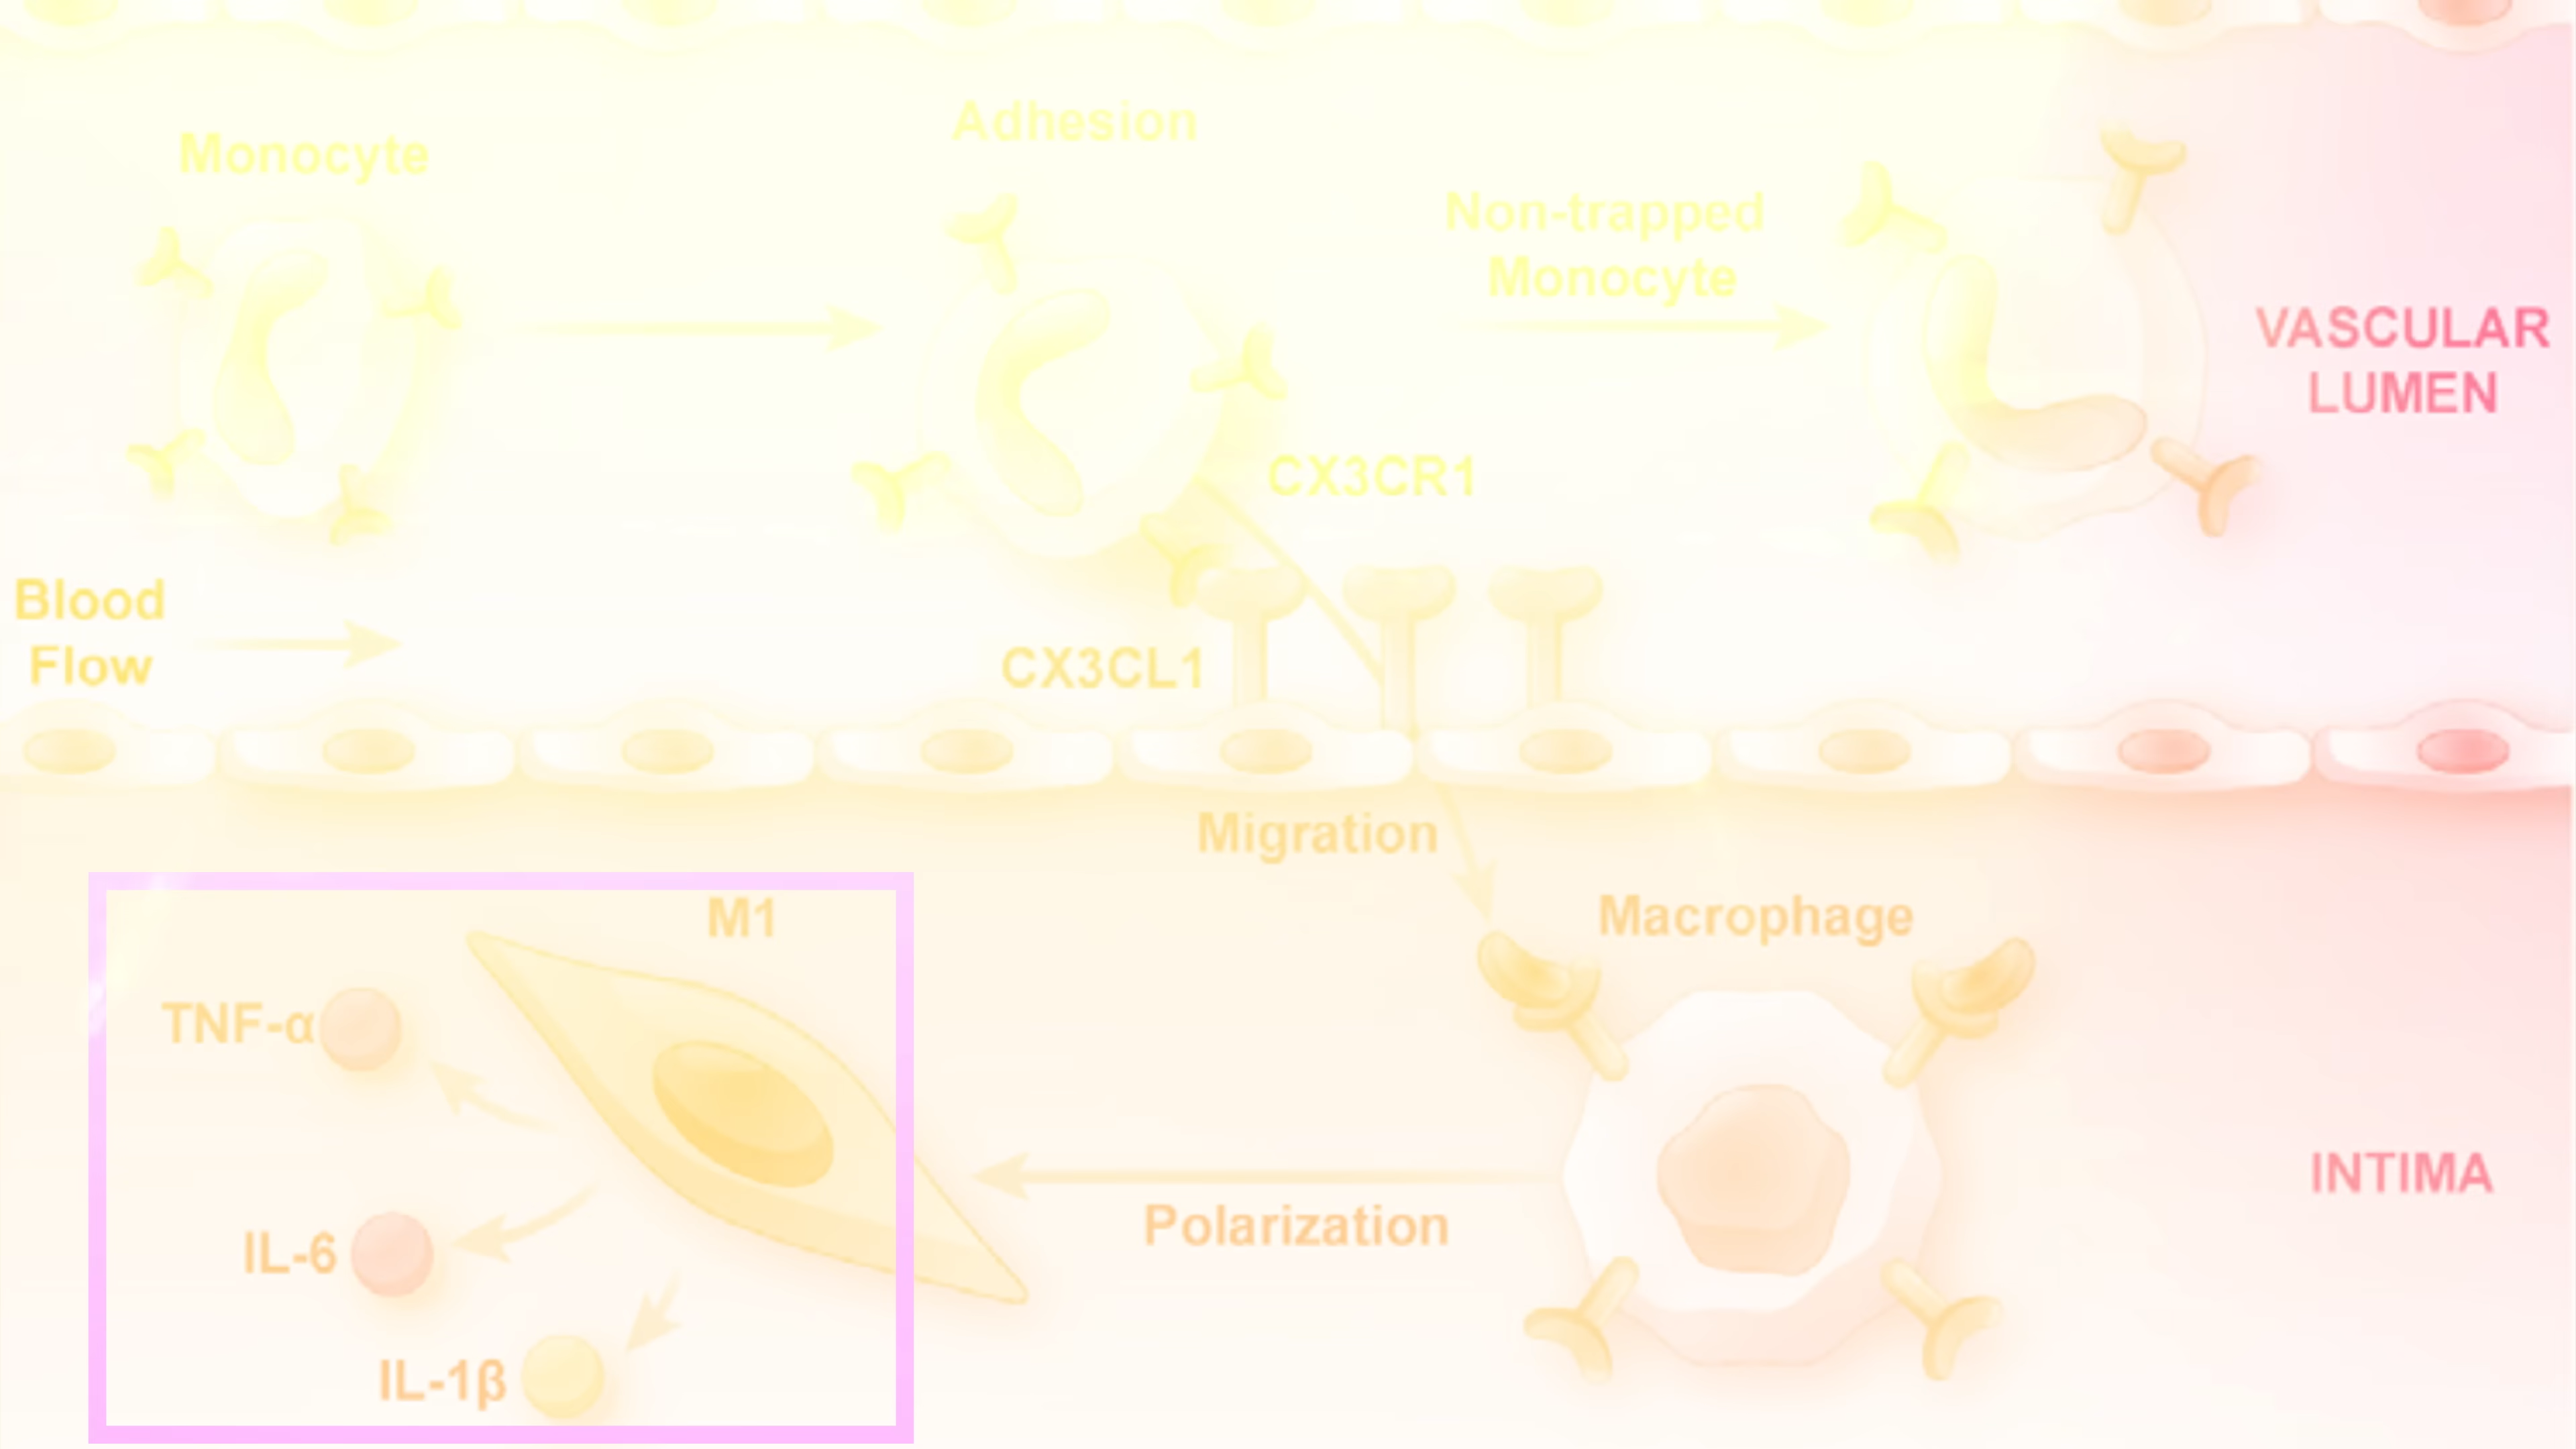 Adhesion
Monocyte
Non-trapped
Monocyte
VASCULAR
LUMEN
CX3CR1
Blood
Flow
CX3CL1
Migration
M1
Macrophage
TNF-α
INTIMA
Polarization
IL-6
IL-1β